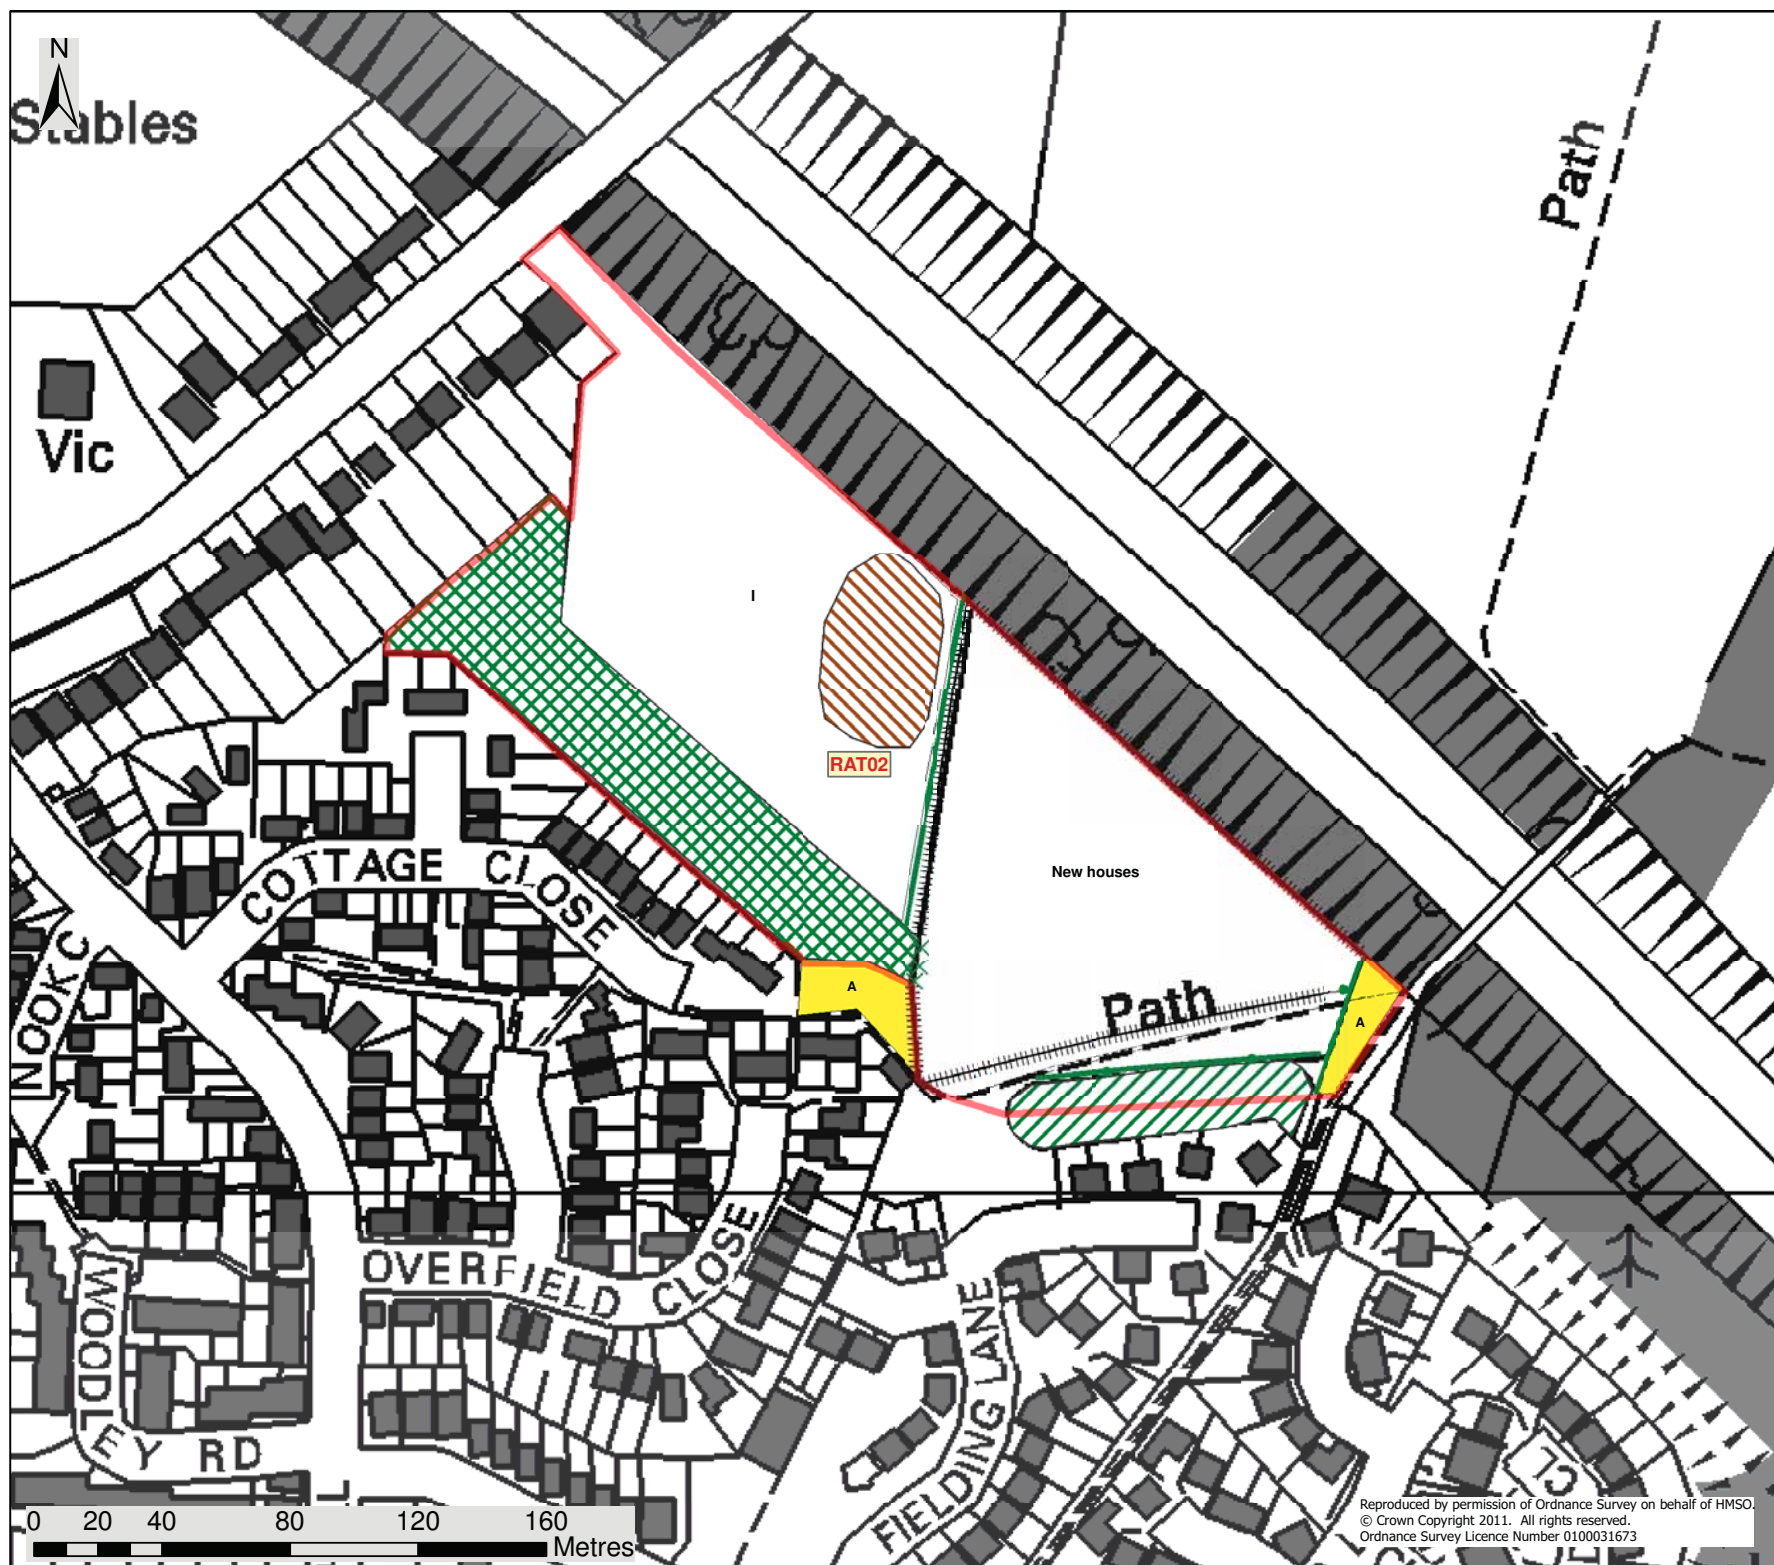 N
Stables
Path
Vic
I
RAT02
New houses
COTTAGE CLOSE
A
Path
A
NOOK C
OVERFIELD CLOSE
WOODLEY RD
FIELDING LANE
CL
0 20 40 80 120 160
Metres
Reproduced by permission of Ordnance Survey on behalf of HMSO.
© Crown Copyright 2011. All rights reserved.
Ordnance Survey Licence Number 0100031673